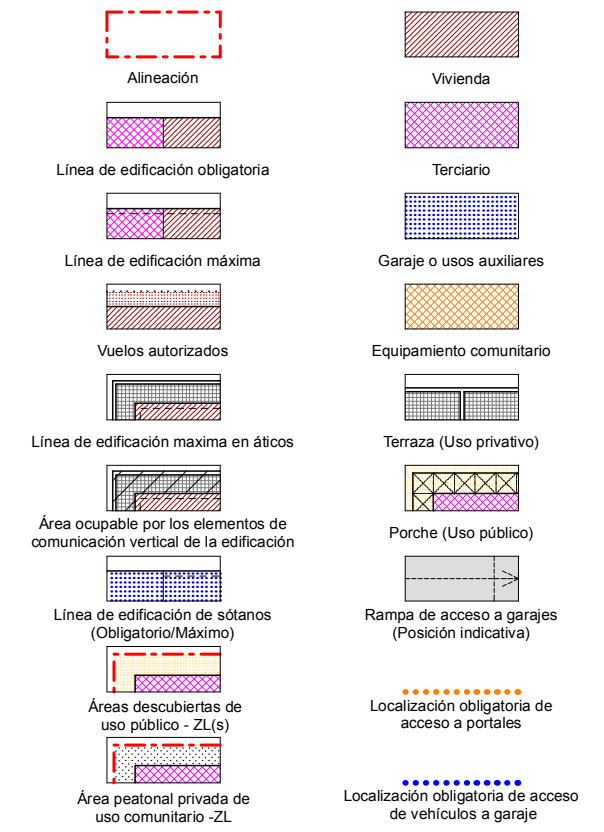 Alineación
Vivienda
Línea de edificación obligatoria
Terciario
Línea de edificación máxima
Garaje o usos auxiliares
Vuelos autorizados
Equipamiento comunitario
Línea de edificación maxima en áticos
Terraza (Uso privativo)
Área ocupable por los elementos de
comunicación vertical de la edificación
Porche (Uso público)
Línea de edificación de sótanos
(Obligatorio/Máximo)
Rampa de acceso a garajes
(Posición indicativa)
Áreas descubiertas de
uso público - ZL(s)
Localización obligatoria de
acceso a portales
Área peatonal privada de
uso comunitario -ZL
Localización obligatoria de acceso
de vehículos a garaje